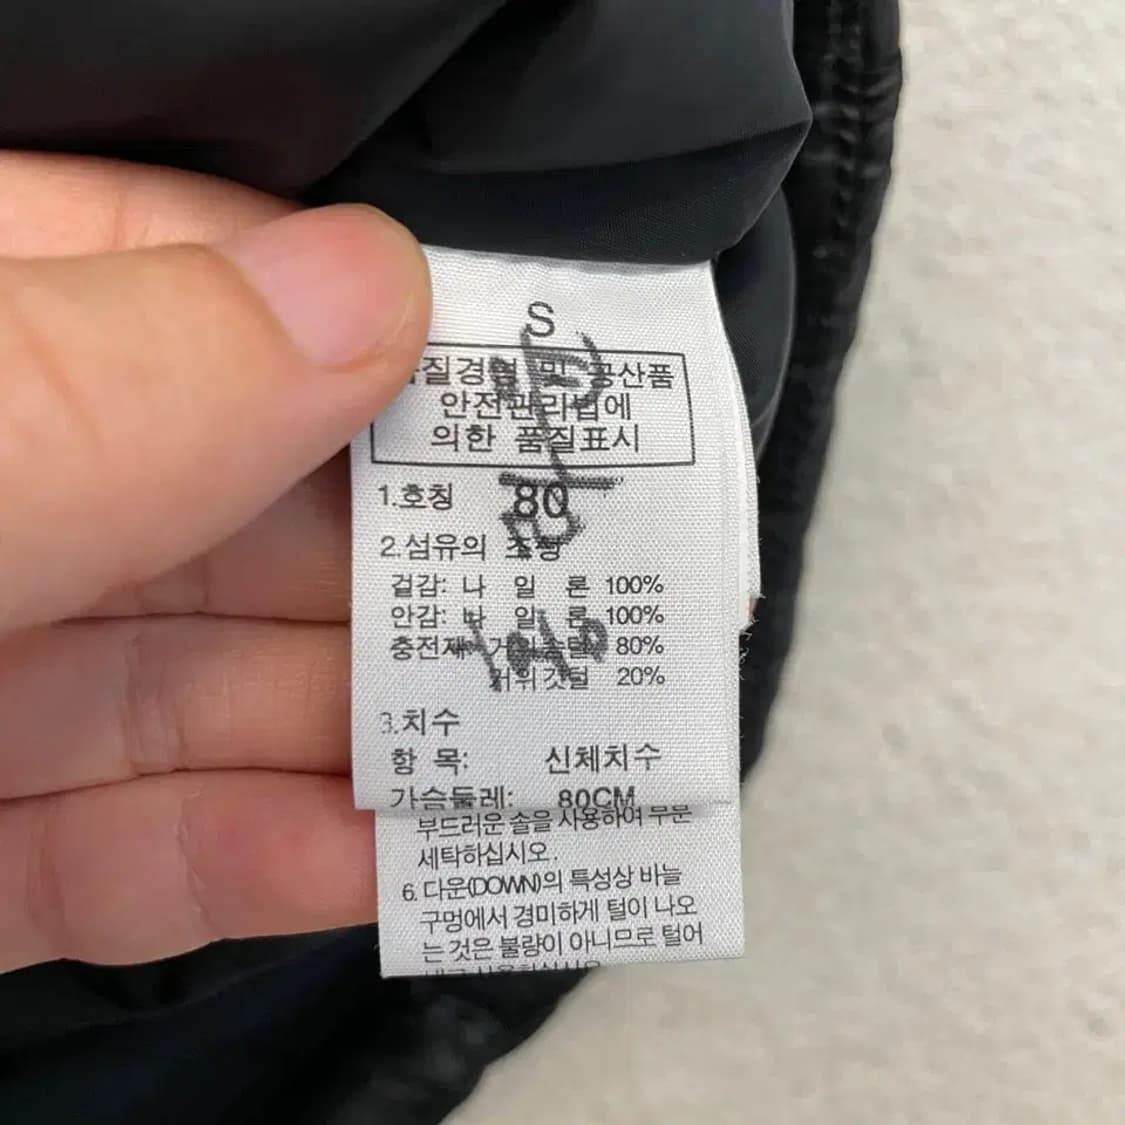 S
품질경영 및 공산품
안전관리법에
의한 품질표시
1.호칭 80
2.섬유의 조성
겉감: 나 일 론 100%
안감: 나 일 론 100%
충전재: 거위솜털 80%
거위깃털 20%
3.치수
항 목: 신체치수
가슴둘레: 80CM
부드러운 솔을 사용하여 부분
세탁하십시오.
6. 다운(DOWN)의 특성상 바늘
구멍에서 경미하게 털이 나오
는 것은 불량이 아니므로 털어